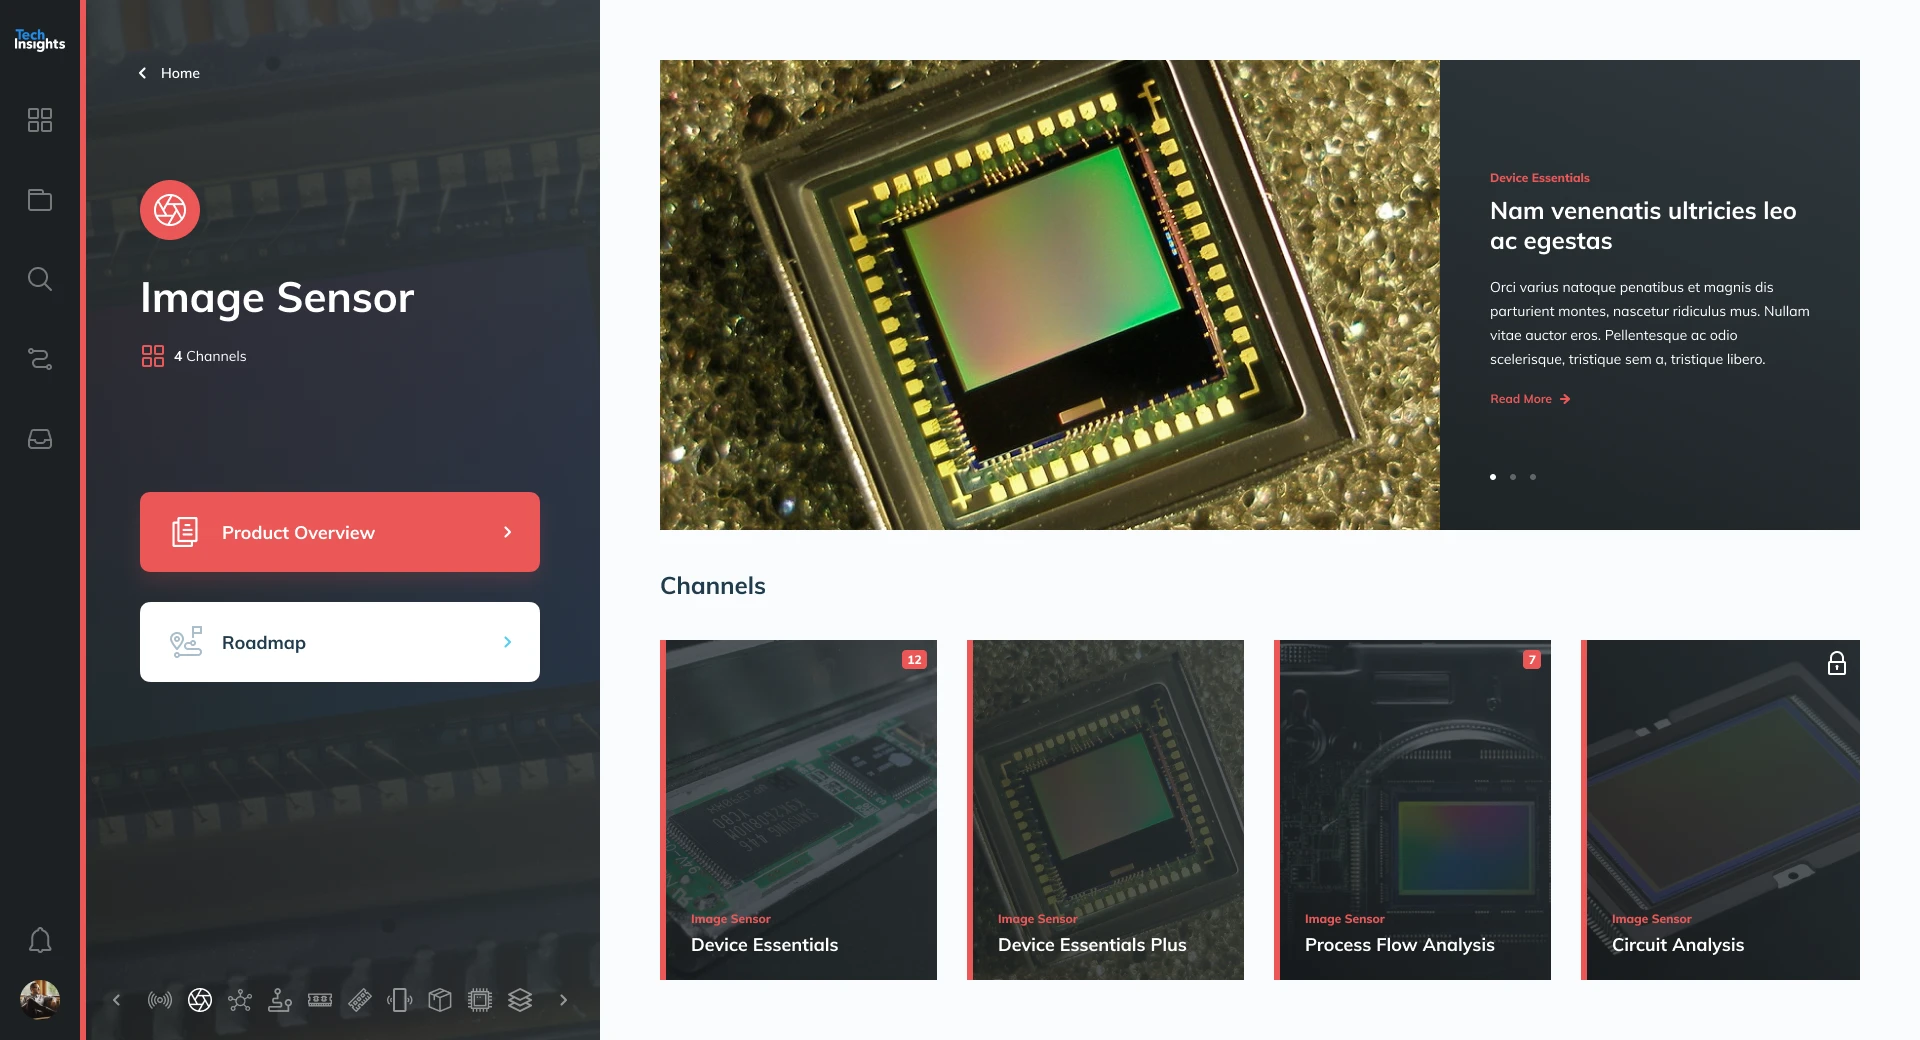 Tech
Insights
Home
Image Sensor
4 Channels
Product Overview
Roadmap
Device Essentials
Nam venenatis ultricies leo
ac egestas
Orci varius natoque penatibus et magnis dis
parturient montes, nascetur ridiculus mus. Nullam
vitae auctor eros. Pellentesque ac odio
scelerisque, tristique sem a, tristique libero.
Read More
Channels
12
Image Sensor
Device Essentials
Image Sensor
Device Essentials Plus
7
Image Sensor
Process Flow Analysis
Image Sensor
Circuit Analysis